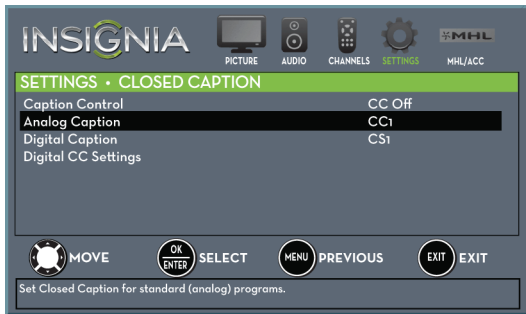 INSIGNIA
PICTURE AUDIO CHANNELS SETTINGS MHL MHL/ACC
SETTINGS • CLOSED CAPTION
Caption Control CC Off
Analog Caption CC1
Digital Caption CS1
Digital CC Settings
MOVE OK ENTER SELECT MENU PREVIOUS EXIT EXIT
Set Closed Caption for standard (analog) programs.